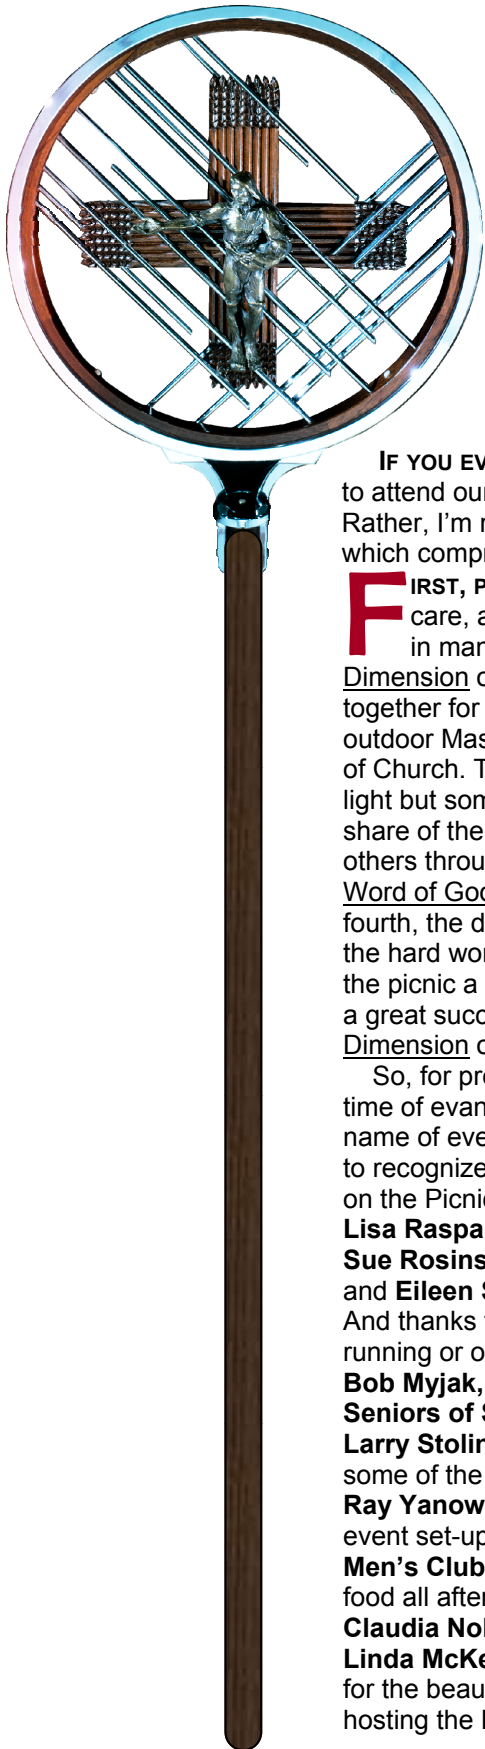 IF YOU EV
to attend our
Rather, I’m r
which compr
FIRST, P
care, a
in man
Dimension o
together for
outdoor Mas
of Church. T
light but som
share of the
others throu
Word of God
fourth, the d
the hard wor
the picnic a
a great succ
Dimension o
So, for pro
time of evan
name of eve
to recognize
on the Picnic
Lisa Raspa
Sue Rosins
and Eileen S
And thanks
running or o
Bob Myjak,
Seniors of S
Larry Stolin
some of the
Ray Yanow
event set-up
Men’s Club
food all after
Claudia Nol
Linda McKe
for the beau
hosting the